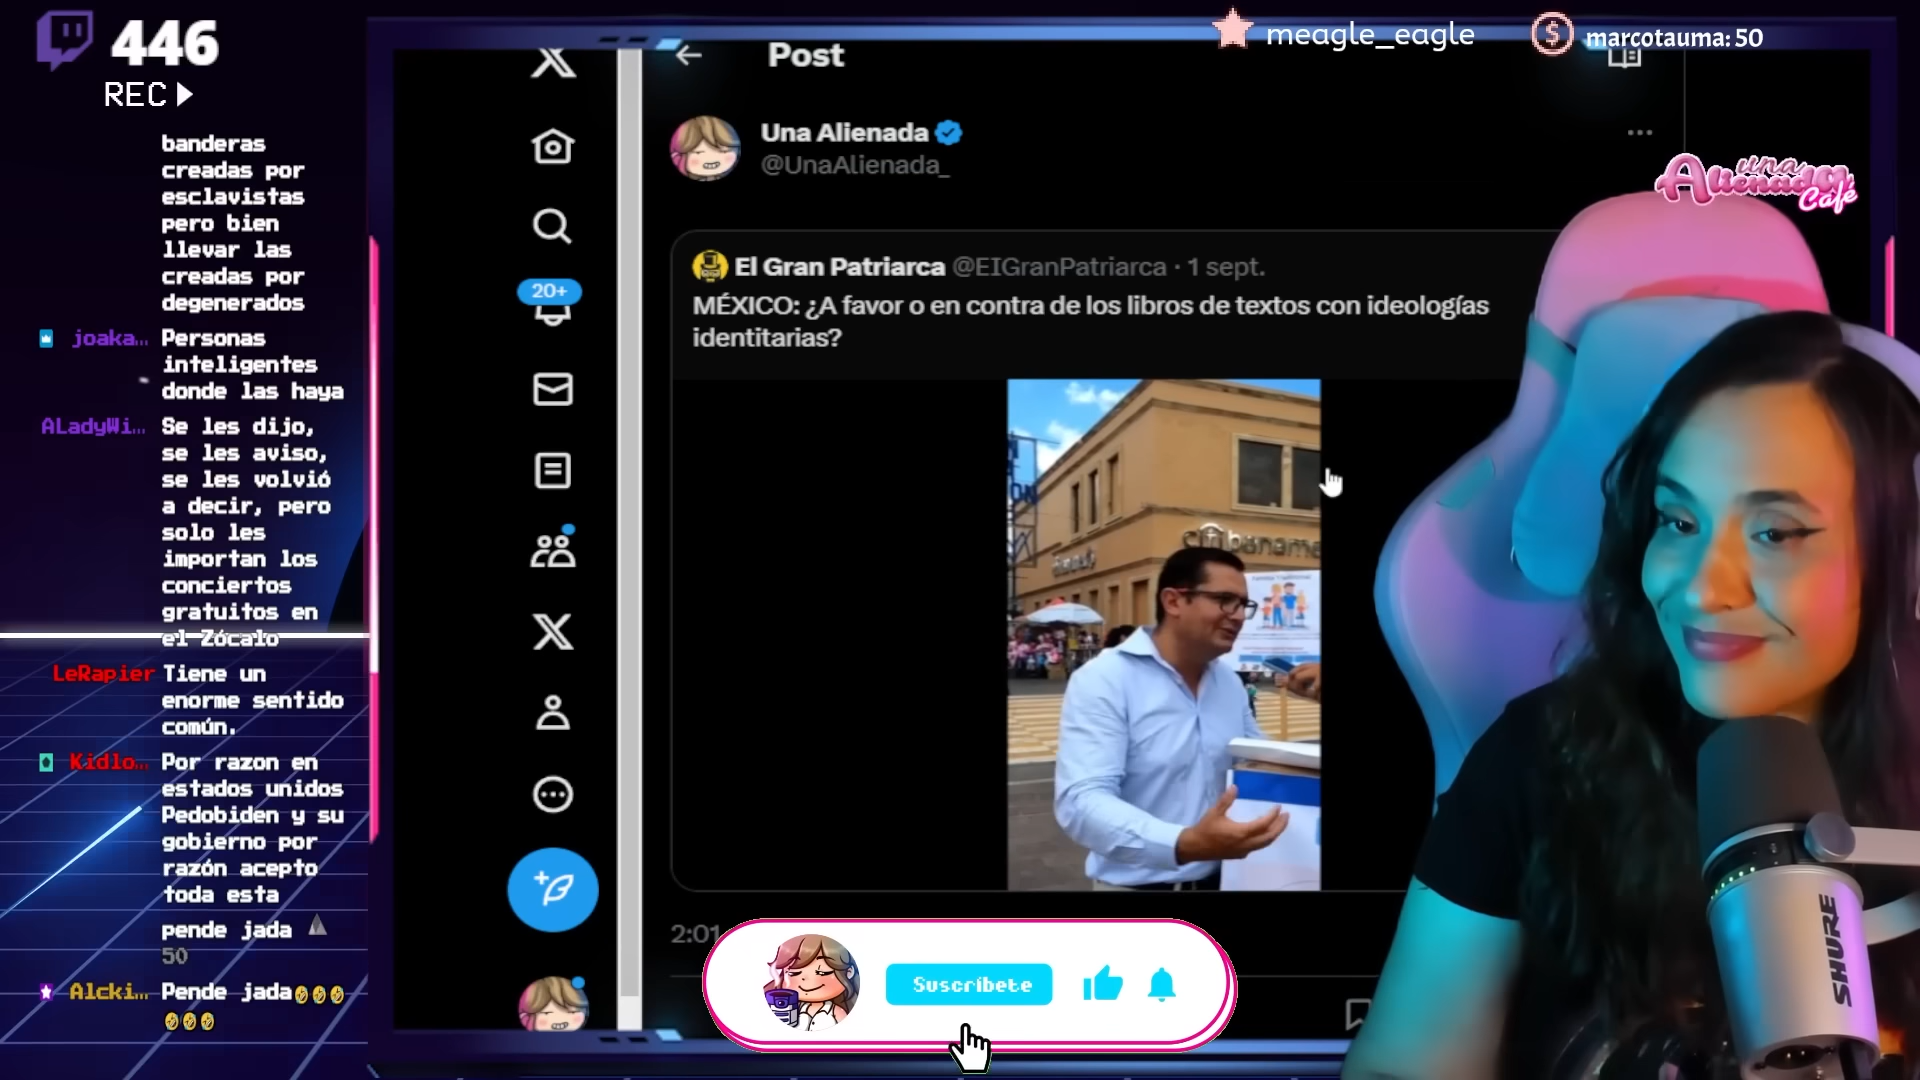 446
REC
banderas
creadas por
esclavistas
pero bien
llevar las
creadas por
degenerados
joaka… Personas
inteligentes
donde las haya
ALadyWi… Se les dijo,
se les aviso,
se les volvió
a decir, pero
solo les
importan los
conciertos
gratuitos en
el Zócalo
LeRapier Tiene un
enorme sentido
común.
Kidlo… Por razon en
estados unidos
Pedobiden y su
gobierno por
razón acepto
toda esta
pende jada
50
Alcki… Pende jada
meagle_eagle
marcotauma: 50
una
Alienada
Café
Post
Una Alienada
@UnaAlienada_
20+
El Gran Patriarca @ElGranPatriarca · 1 sept.
MÉXICO: ¿A favor o en contra de los libros de textos con ideologías
identitarias?
citibaname
2:01
Suscríbete
SHURE